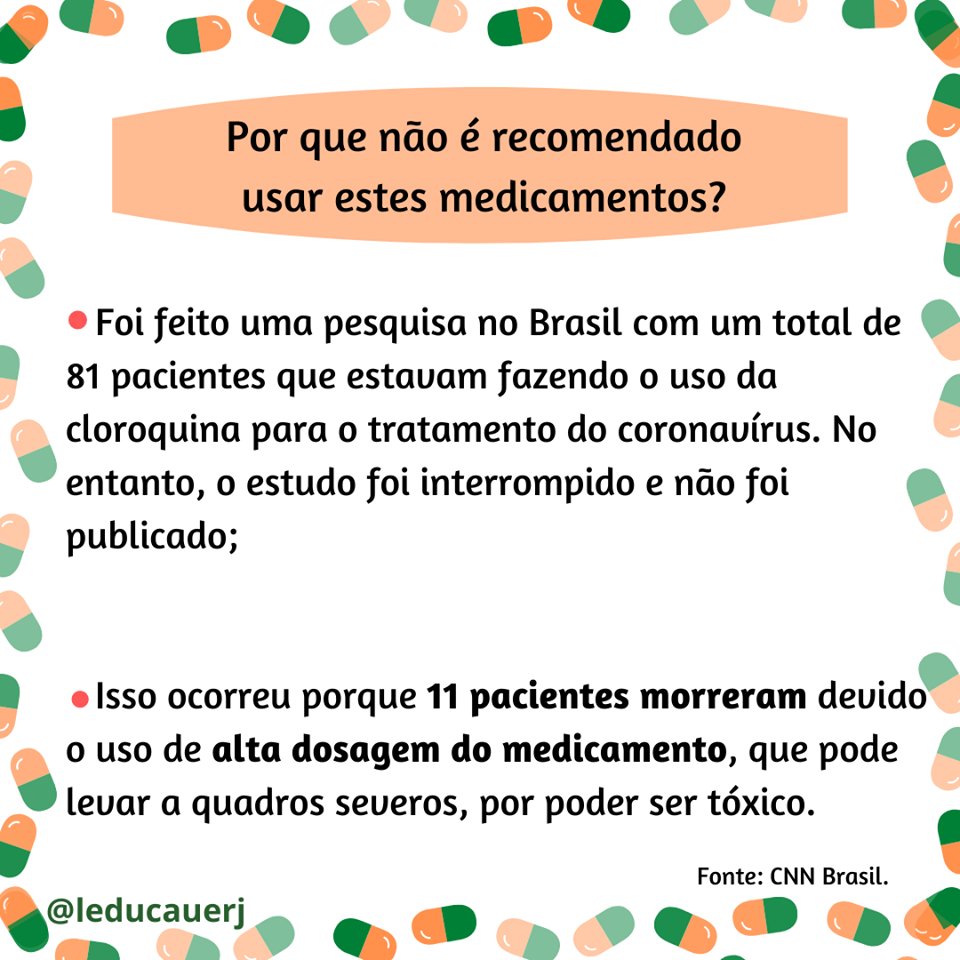 Por que não é recomendado
usar estes medicamentos?
• Foi feito uma pesquisa no Brasil com um total de
81 pacientes que estavam fazendo o uso da
cloroquina para o tratamento do coronavírus. No
entanto, o estudo foi interrompido e não foi
publicado;
• Isso ocorreu porque 11 pacientes morreram devido
o uso de alta dosagem do medicamento, que pode
levar a quadros severos, por poder ser tóxico.
Fonte: CNN Brasil.
@leducauerj